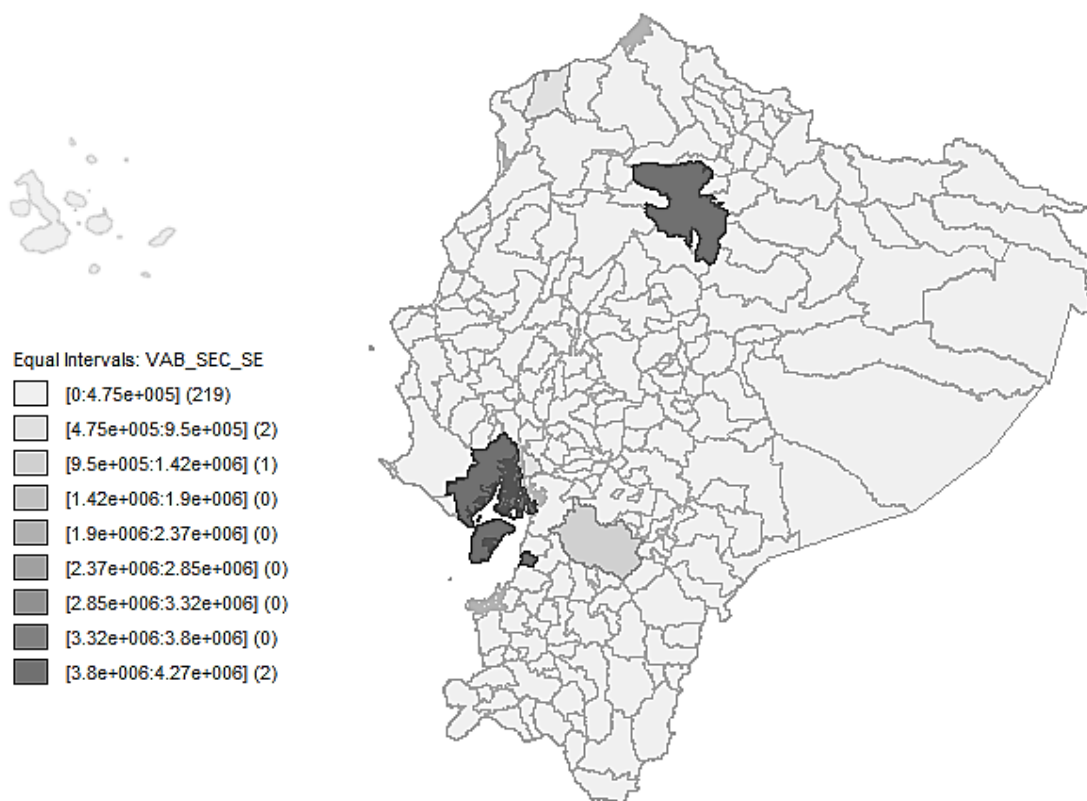 Equal Intervals: VAB_SEC_SE
[0:4.75e+005] (219)
[4.75e+005:9.5e+005] (2)
[9.5e+005:1.42e+006] (1)
[1.42e+006:1.9e+006] (0)
[1.9e+006:2.37e+006] (0)
[2.37e+006:2.85e+006] (0)
[2.85e+006:3.32e+006] (0)
[3.32e+006:3.8e+006] (0)
[3.8e+006:4.27e+006] (2)